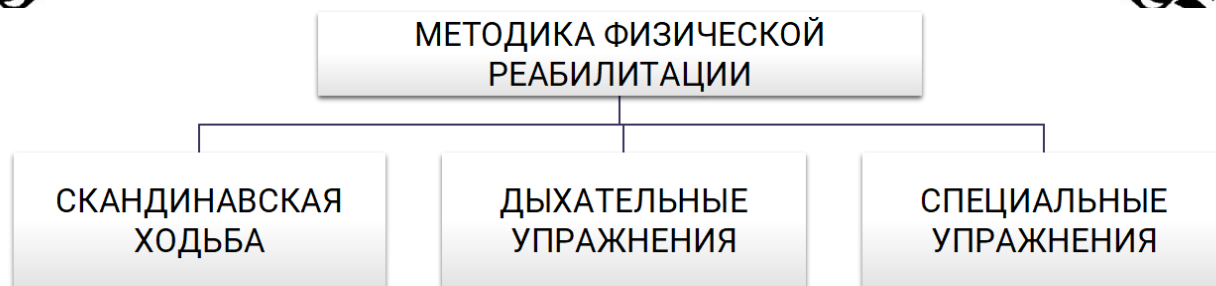 МЕТОДИКА ФИЗИЧЕСКОЙ
РЕАБИЛИТАЦИИ
СКАНДИНАВСКАЯ
ХОДЬБА
ДЫХАТЕЛЬНЫЕ
УПРАЖНЕНИЯ
СПЕЦИАЛЬНЫЕ
УПРАЖНЕНИЯ